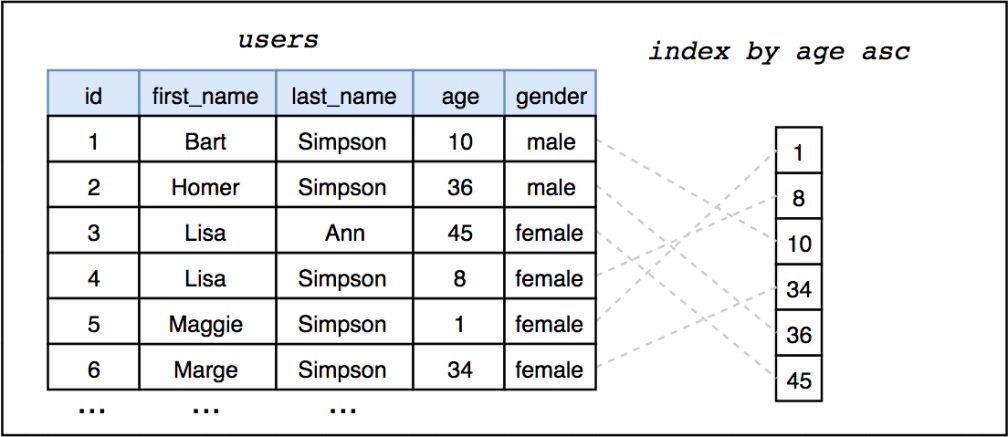 users
index by age asc
id first_name last_name age gender
1 Bart Simpson 10 male
2 Homer Simpson 36 male
3 Lisa Ann 45 female
4 Lisa Simpson 8 female
5 Maggie Simpson 1 female
6 Marge Simpson 34 female
... ... ...
1
8
10
34
36
45